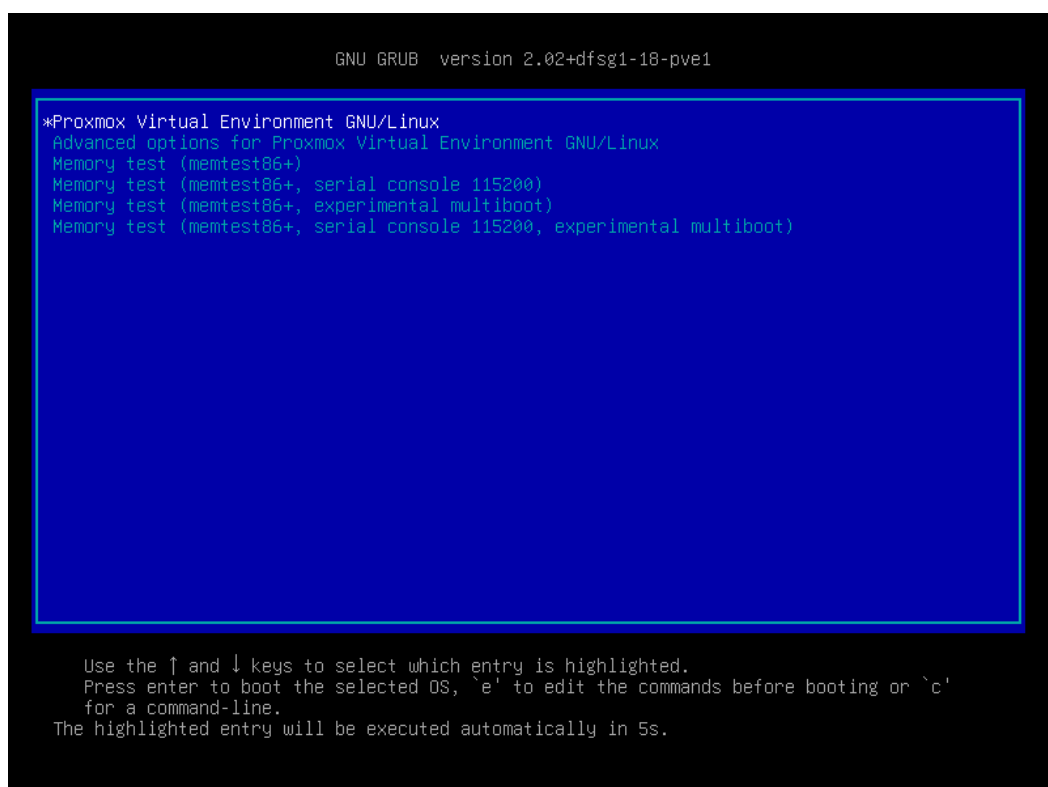 GNU GRUB  version 2.02+dfsg1-18-pve1
*Proxmox Virtual Environment GNU/Linux
Advanced options for Proxmox Virtual Environment GNU/Linux
Memory test (memtest86+)
Memory test (memtest86+, serial console 115200)
Memory test (memtest86+, experimental multiboot)
Memory test (memtest86+, serial console 115200, experimental multiboot)
Use the ↑ and ↓ keys to select which entry is highlighted.
Press enter to boot the selected OS, `e' to edit the commands before booting or `c'
for a command-line.
The highlighted entry will be executed automatically in 5s.